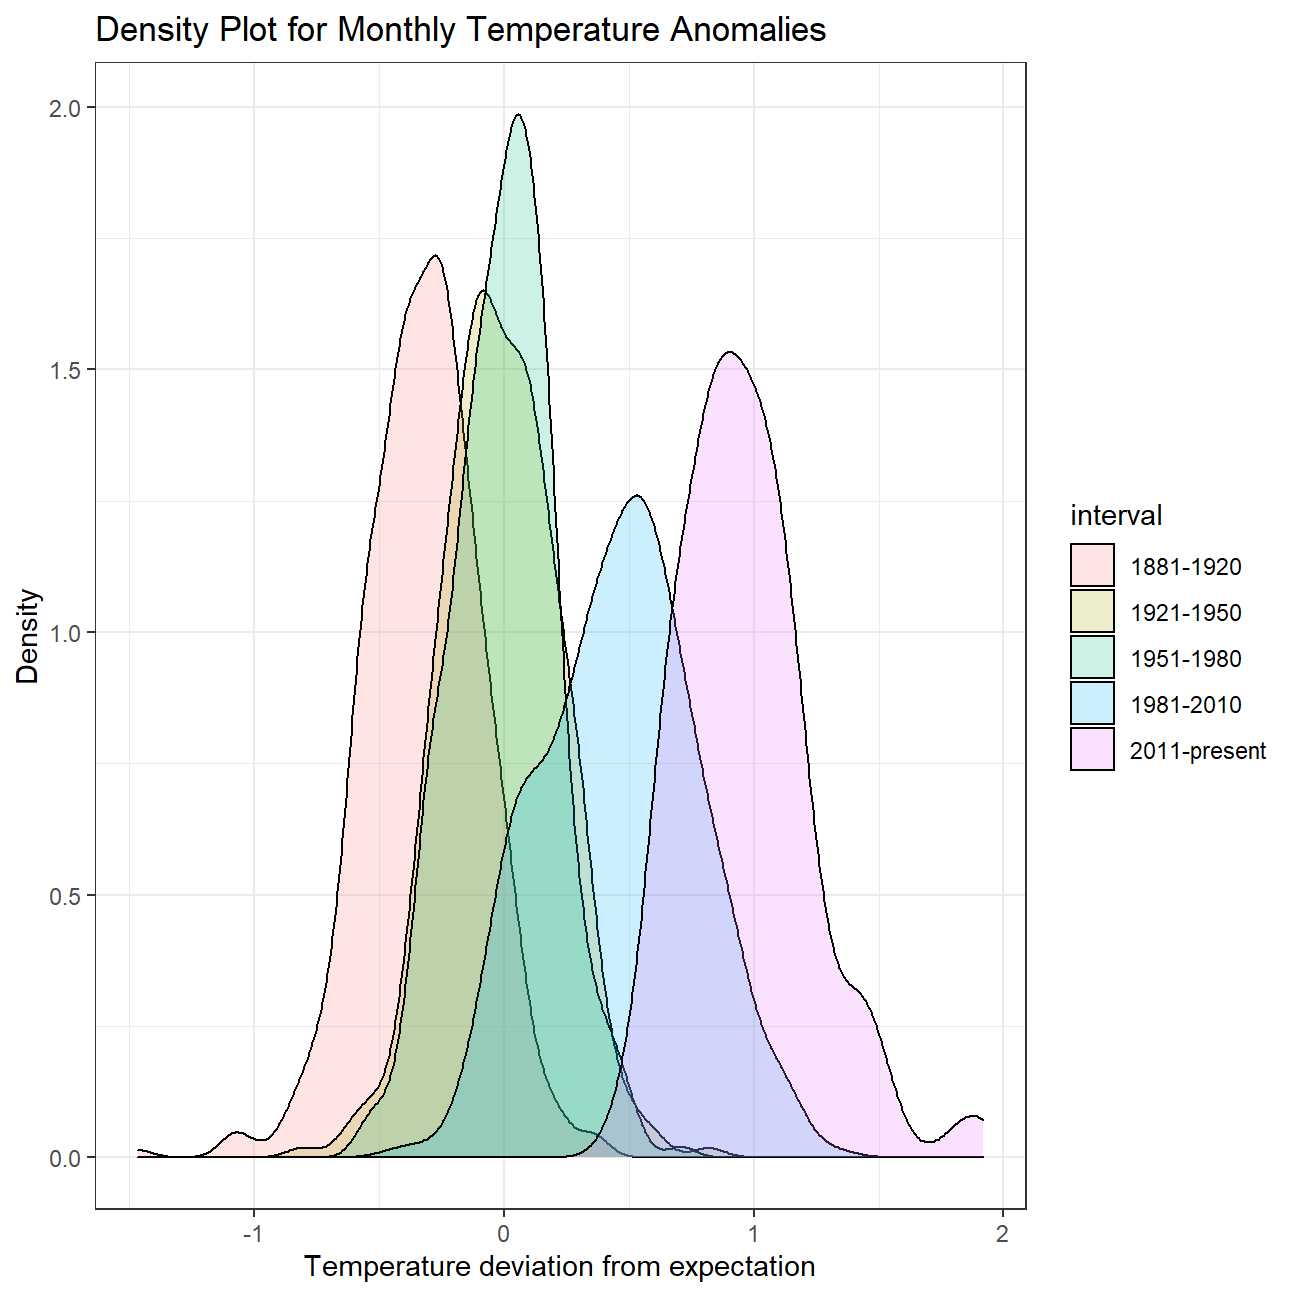 Density Plot for Monthly Temperature Anomalies
2.0
1.5
1.0
0.5
0.0
Density
-1
0
1
2
Temperature deviation from expectation
interval
1881-1920
1921-1950
1951-1980
1981-2010
2011-present